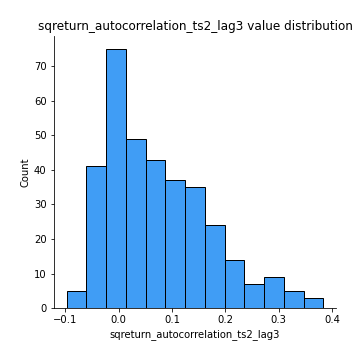 sqreturn_autocorrelation_ts2_lag3 value distribution
70
60
50
40
30
20
10
0
Count
−0.1 0.0 0.1 0.2 0.3 0.4
sqreturn_autocorrelation_ts2_lag3